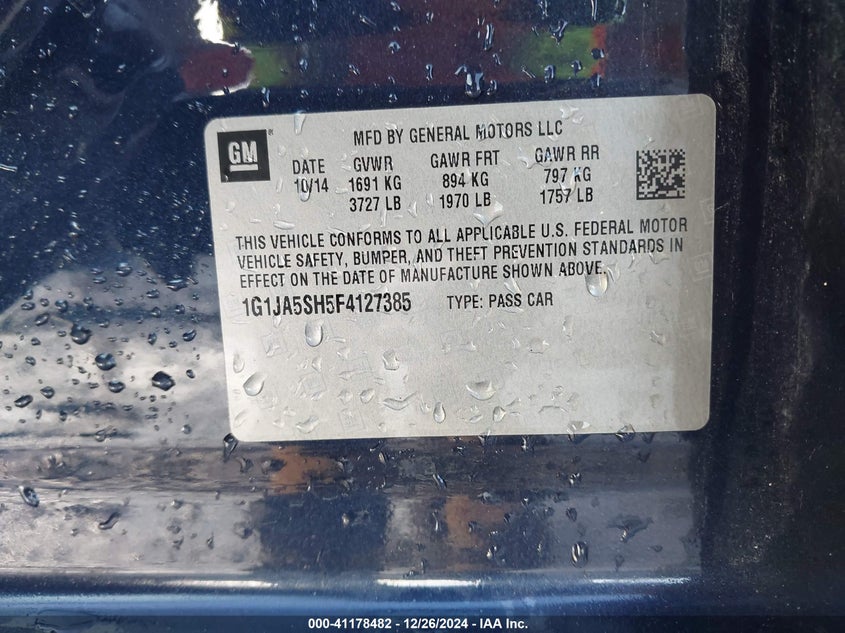 GM
MFD BY GENERAL MOTORS LLC
DATE GVWR GAWR FRT GAWR RR
10/14 1691 KG 894 KG 797 KG
3727 LB 1970 LB 1757 LB
THIS VEHICLE CONFORMS TO ALL APPLICABLE U.S. FEDERAL MOTOR
VEHICLE SAFETY, BUMPER, AND THEFT PREVENTION STANDARDS IN
EFFECT ON THE DATE OF MANUFACTURE SHOWN ABOVE.
1G1JA5SH5F4127385 TYPE: PASS CAR
000-41178482 - 12/26/2024 - IAA Inc.